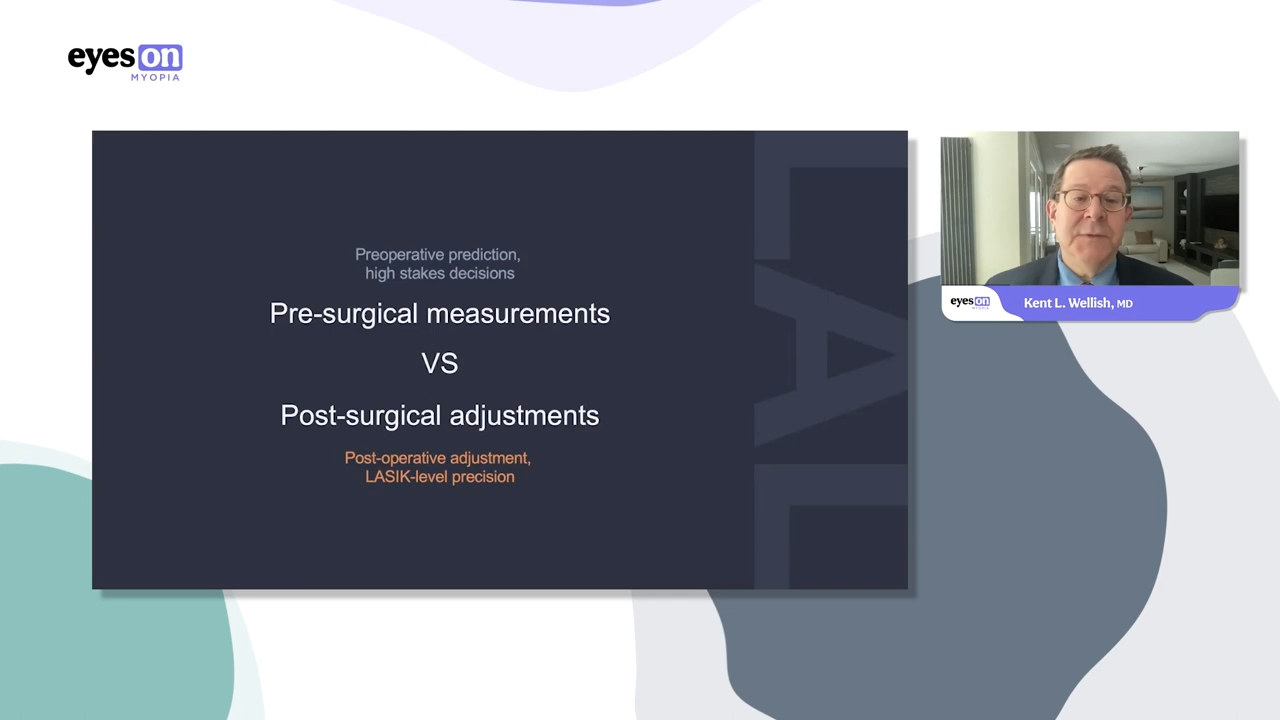 eyes on
MYOPIA
Preoperative prediction,
high stakes decisions
Pre-surgical measurements
VS
Post-surgical adjustments
Post-operative adjustment,
LASIK-level precision
LAL
eyes on
MYOPIA
Kent L. Wellish, MD